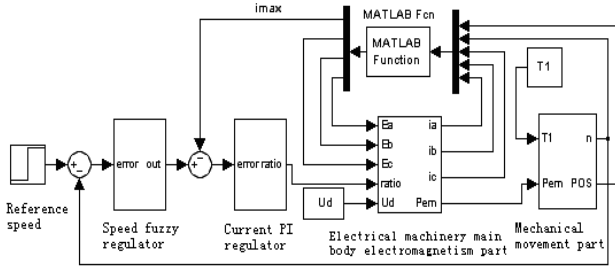 imax
MATLAB Fcn
MATLAB
Function
T1
Ea
Eb
Ec
ratio
Ud
ia
ib
ic
Pem
T1
Pem
n
POS
error out
error ratio
Ud
Reference
speed
Speed fuzzy
regulator
Current PI
regulator
Electrical machinery main
body electromagnetism part
Mechanical
movement part